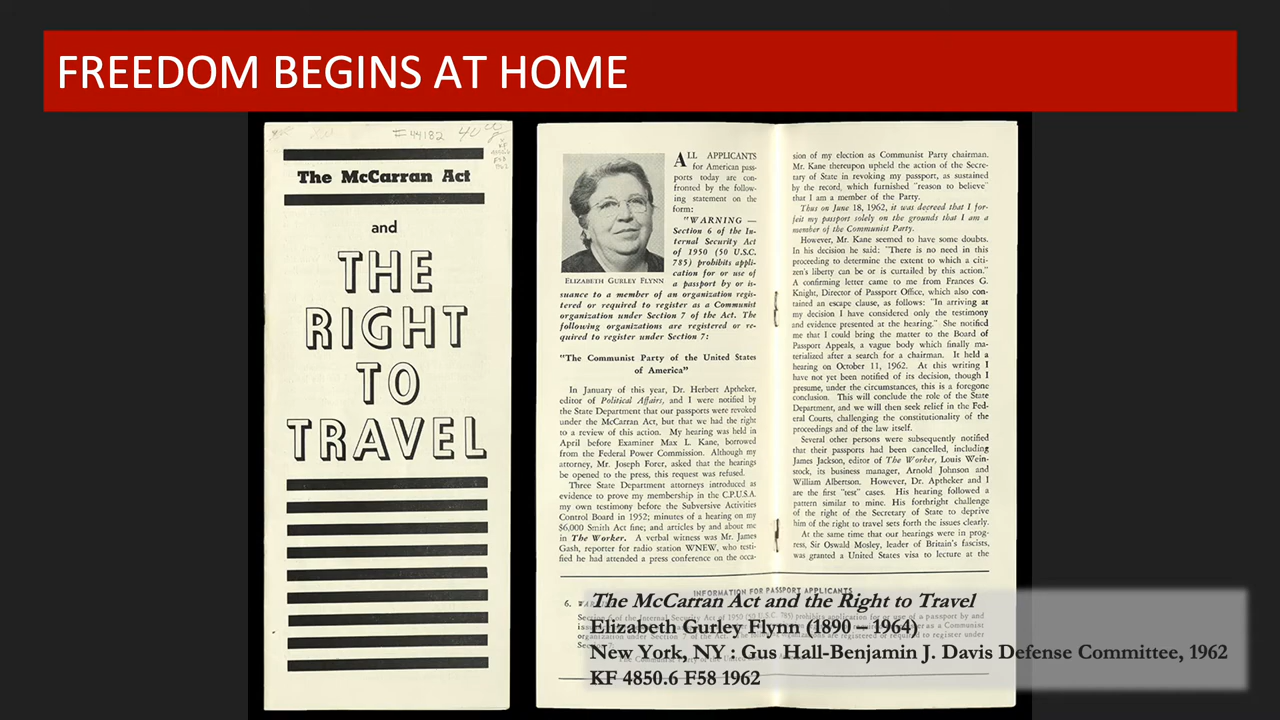 FREEDOM BEGINS AT HOME
F 44182 40
The McCarran Act
and
THE
RIGHT
TO
TRAVEL
ELIZABETH GURLEY FLYNN
ALL APPLICANTS
for American pass-
ports today are con-
fronted by the follow-
ing statement on the
form:
"WARNING —
Section 6 of the In-
ternal Security Act
of 1950 (50 U.S.C.
785) prohibits appli-
cation for or use of
a passport by or is-
suance to a member of an organization regis-
tered or required to register as a Communist
organization under Section 7 of the Act. The
following organizations are registered or re-
quired to register under Section 7:
"The Communist Party of the United States
of America"
In January of this year, Dr. Herbert Aptheker,
editor of Political Affairs, and I were notified by
the State Department that our passports were revoked
under the McCarran Act, but that we had the right
to a review of this action. My hearing was held in
April before Examiner Max L. Kane, borrowed
from the Federal Power Commission. Although my
attorney, Mr. Joseph Forer, asked that the hearings
be opened to the press, this request was refused.
Three State Department attorneys introduced as
evidence to prove my membership in the C.P.U.S.A.
my own testimony before the Subversive Activities
Control Board in 1952; minutes of a hearing on my
$6,000 Smith Act fine; and articles by and about me
in The Worker. A verbal witness was Mr. James
Gash, reporter for radio station WNEW, who testi-
fied he had attended a press conference on the occa-
sion of my election as Communist Party chairman.
Mr. Kane thereupon upheld the action of the Secre-
tary of State in revoking my passport, as sustained
by the record, which furnished "reason to believe"
that I am a member of the Party.
Thus on June 18, 1962, it was decreed that I for-
feit my passport solely on the grounds that I am a
member of the Communist Party.
However, Mr. Kane seemed to have some doubts.
In his decision he said: "There is no need in this
proceeding to determine the extent to which a citi-
zen's liberty can be or is curtailed by this action."
A confirming letter came to me from Frances G.
Knight, Director of Passport Office, which also con-
tained an escape clause, as follows: "In arriving at
my decision I have considered only the testimony
and evidence presented at the hearing." She notified
me that I could bring the matter to the Board of
Passport Appeals, a vague body which finally ma-
terialized after a search for a chairman. It held a
hearing on October 11, 1962. At this writing I
have not yet been notified of its decision, though I
presume, under the circumstances, this is a foregone
conclusion. This will conclude the role of the State
Department, and we will then seek relief in the Fed-
eral Courts, challenging the constitutionality of the
proceedings and of the law itself.
Several other persons were subsequently notified
that their passports had been cancelled, including
James Jackson, editor of The Worker, Louis Wein-
stock, its business manager, Arnold Johnson and
William Albertson. However, Dr. Aptheker and I
are the first "test" cases. His hearing followed a
pattern similar to mine. His forthright challenge
of the right of the Secretary of State to deprive
him of the right to travel sets forth the issues clearly.
At the same time that our hearings were in prog-
ress, Sir Oswald Mosley, leader of Britain's fascists,
was granted a United States visa to lecture at the
INFORMATION FOR PASSPORT APPLICANTS
6.
The McCarran Act and the Right to Travel
Elizabeth Gurley Flynn (1890 – 1964)
New York, NY : Gus Hall-Benjamin J. Davis Defense Committee, 1962
KF 4850.6 F58 1962